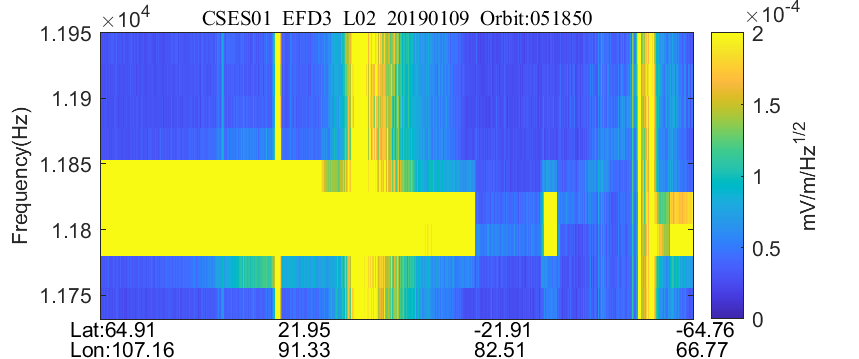 CSES01 EFD3 L02 20190109 Orbit:051850
×10⁴
×10⁻⁴
1.195
1.19
1.185
1.18
1.175
Frequency(Hz)
2
1.5
1
0.5
0
mV/m/Hz^1/2
Lat:64.91 21.95 -21.91 -64.76
Lon:107.16 91.33 82.51 66.77